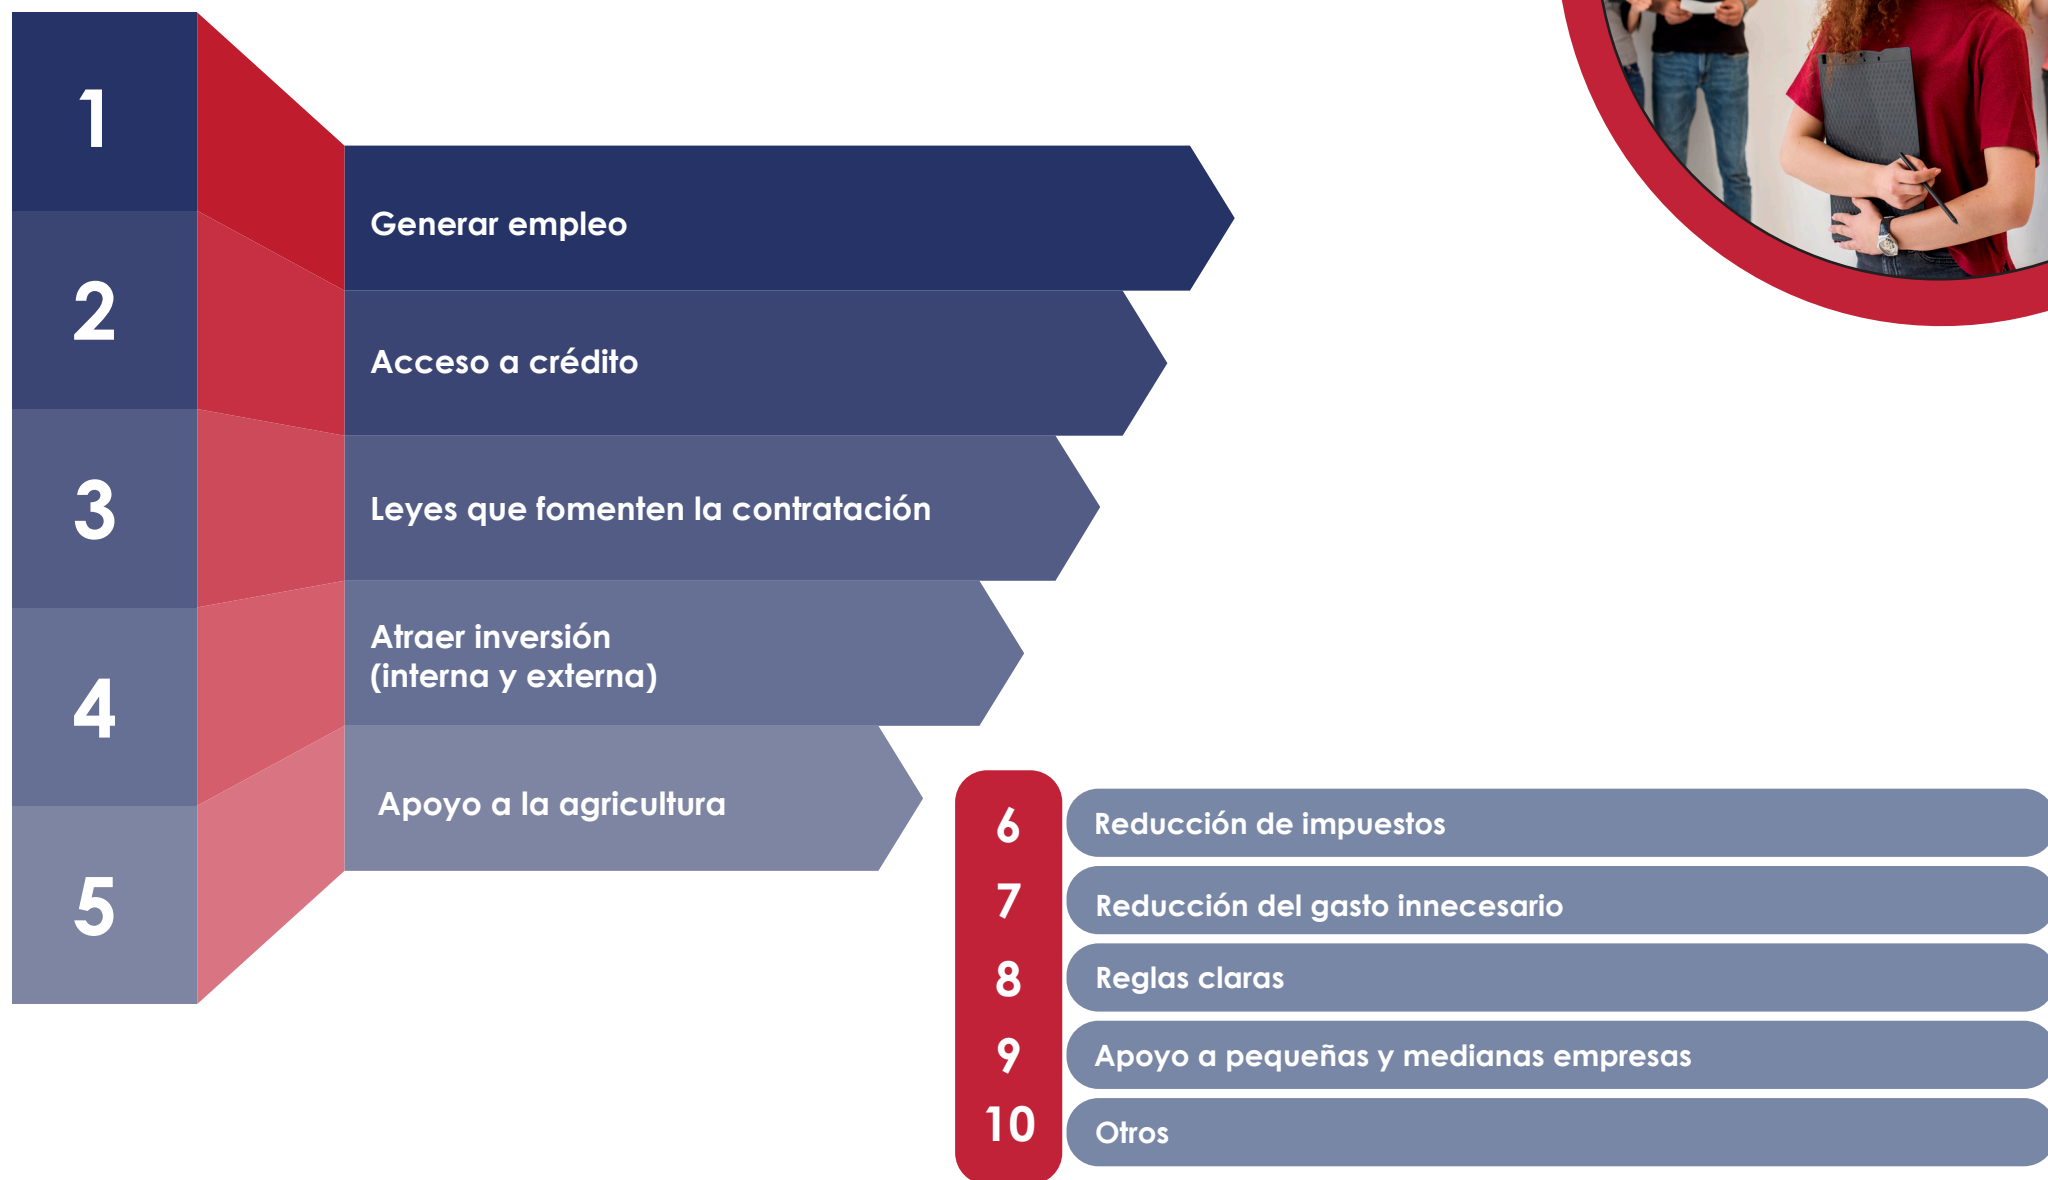 1
Generar empleo
2
Acceso a crédito
3
Leyes que fomenten la contratación
4
Atraer inversión
(interna y externa)
5
Apoyo a la agricultura
6
Reducción de impuestos
7
Reducción del gasto innecesario
8
Reglas claras
9
Apoyo a pequeñas y medianas empresas
10
Otros